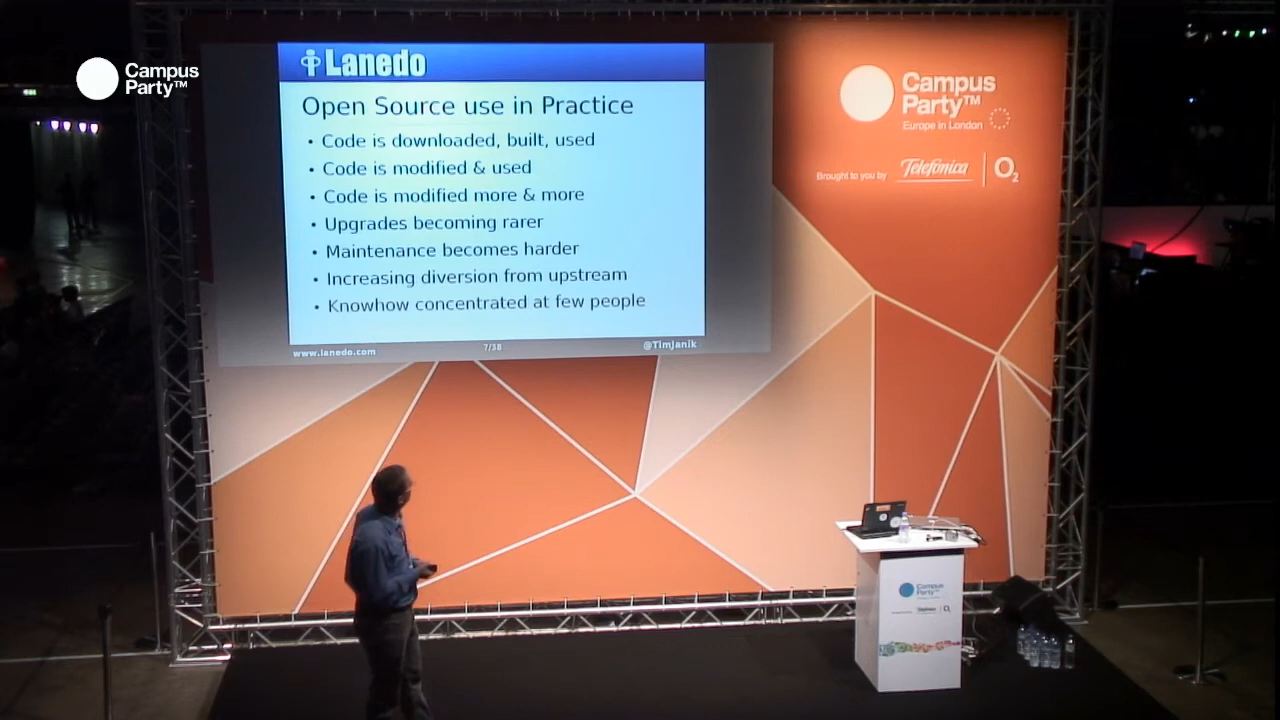 Campus
Party™
Lanedo
Open Source use in Practice
• Code is downloaded, built, used
• Code is modified & used
• Code is modified more & more
• Upgrades becoming rarer
• Maintenance becomes harder
• Increasing diversion from upstream
• Knowhow concentrated at few people
www.lanedo.com
7/38
@TimJanik
Campus
Party™
Europe in London
Brought to you by Telefónica O2
Campus
Party™